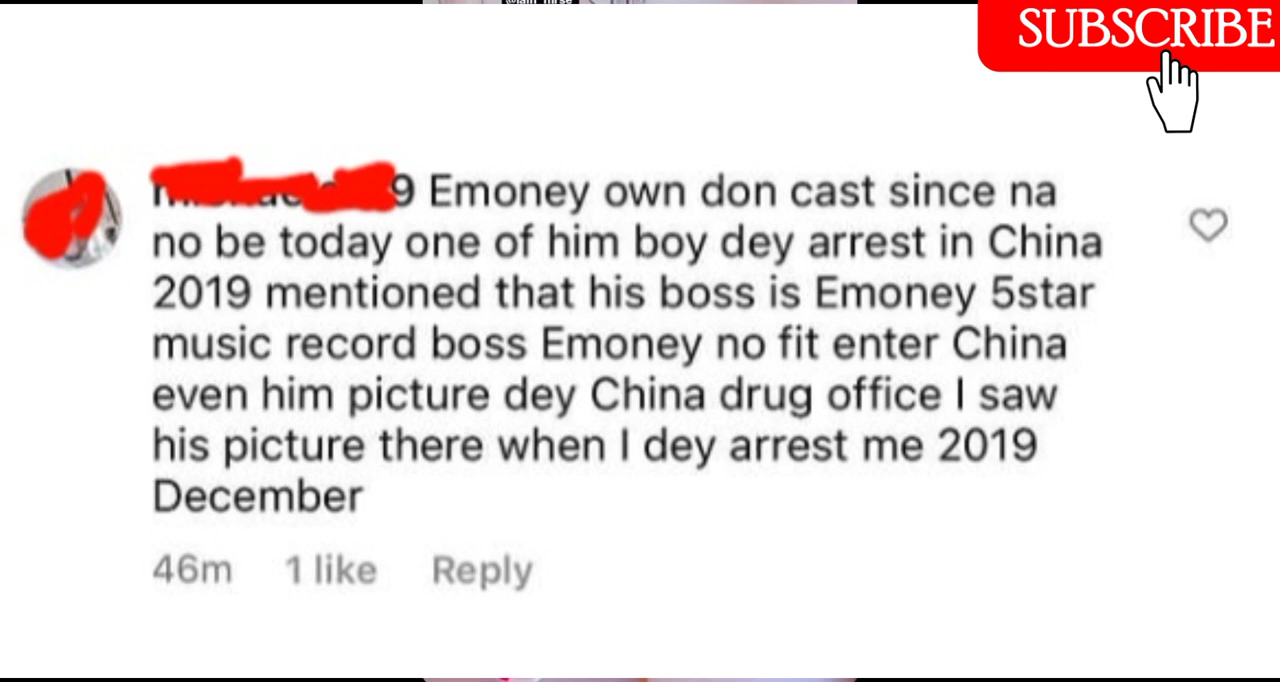 SUBSCRIBE
9 Emoney own don cast since na
no be today one of him boy dey arrest in China
2019 mentioned that his boss is Emoney 5star
music record boss Emoney no fit enter China
even him picture dey China drug office I saw
his picture there when I dey arrest me 2019
December
46m 1 like Reply